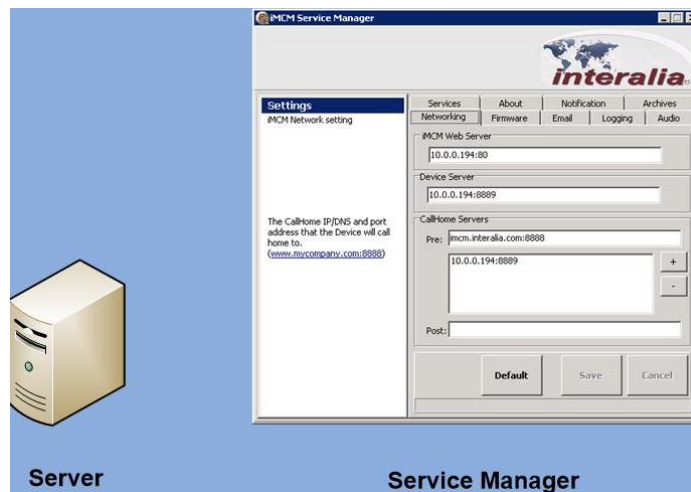 iMCM Service Manager
interalia
Settings
iMCM Network setting
The CallHome IP/DNS and port
address that the Device will call
home to.
(www.mycompany.com:8888)
Services About Notification Archives
Networking Firmware Email Logging Audio
iMCM Web Server
10.0.0.194:80
Device Server
10.0.0.194:8889
CallHome Servers
Pre: imcm.interalia.com:8888
10.0.0.194:8889
+
-
Post:
Default Save Cancel
Server
Service Manager